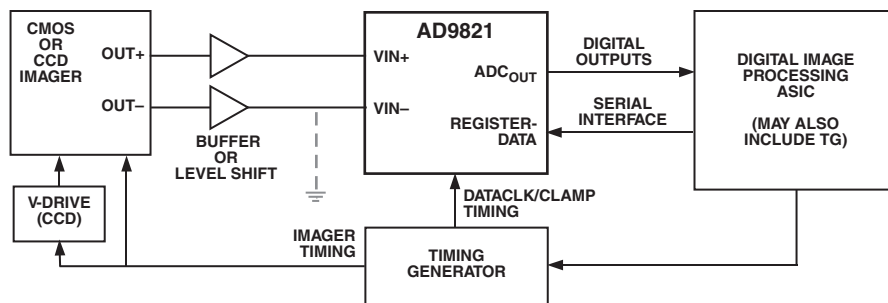 CMOS
OR
CCD
IMAGER
OUT+
OUT–
BUFFER
OR
LEVEL SHIFT
AD9821
VIN+
VIN–
ADCOUT
REGISTER-
DATA
DIGITAL
OUTPUTS
SERIAL
INTERFACE
DIGITAL IMAGE
PROCESSING
ASIC
(MAY ALSO
INCLUDE TG)
V-DRIVE
(CCD)
IMAGER
TIMING
DATACLK/CLAMP
TIMING
TIMING
GENERATOR